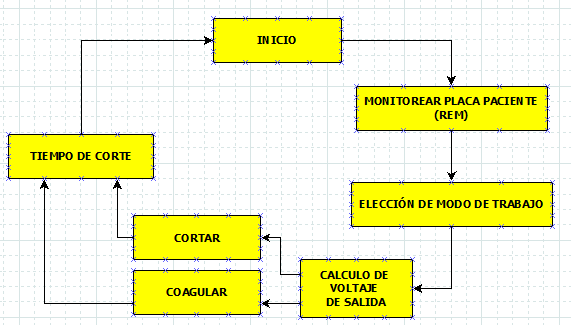 INICIO
MONITOREAR PLACA PACIENTE
(REM)
TIEMPO DE CORTE
ELECCIÓN DE MODO DE TRABAJO
CORTAR
CALCULO DE
VOLTAJE
DE SALIDA
COAGULAR